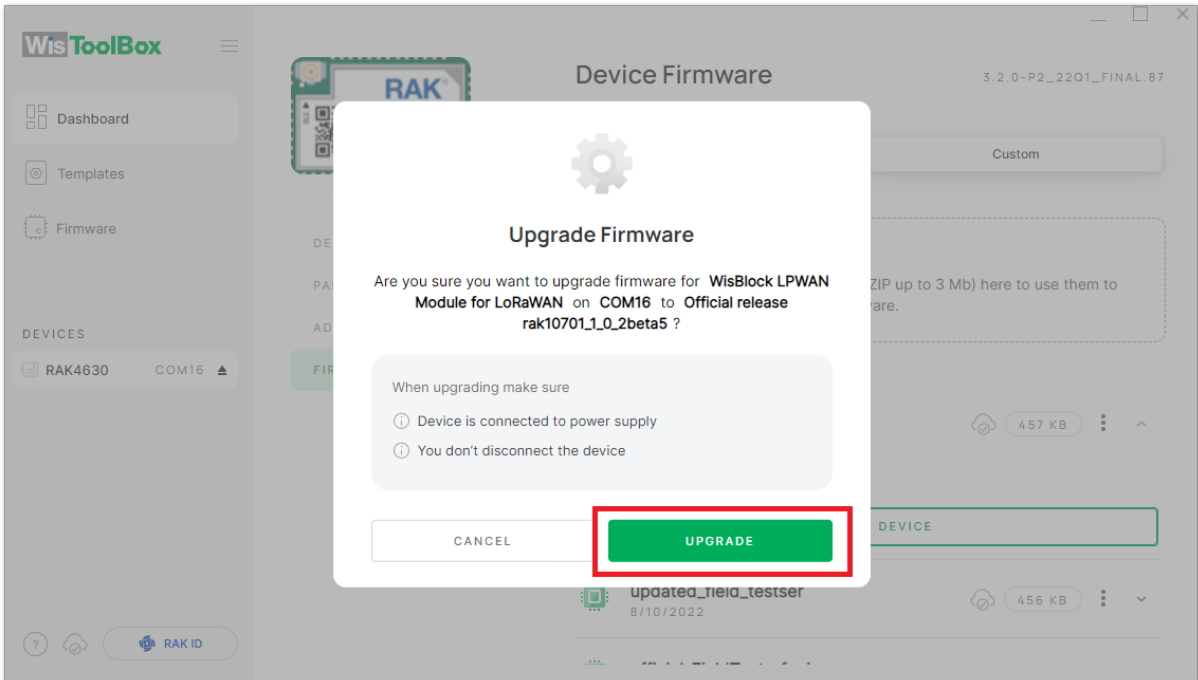 WisToolBox
Dashboard
Templates
Firmware
DEVICES
RAK4630 COM16
RAK ID
RAK
Device Firmware
3.2.0-P2_22Q1_FINAL.87
Custom
ZIP up to 3 Mb) here to use them to
457 KB
DEVICE
updated_field_testser
8/10/2022
456 KB
Upgrade Firmware
Are you sure you want to upgrade firmware for WisBlock LPWAN
Module for LoRaWAN on COM16 to Official release
rak10701_1_0_2beta5 ?
When upgrading make sure
Device is connected to power supply
You don't disconnect the device
CANCEL
UPGRADE